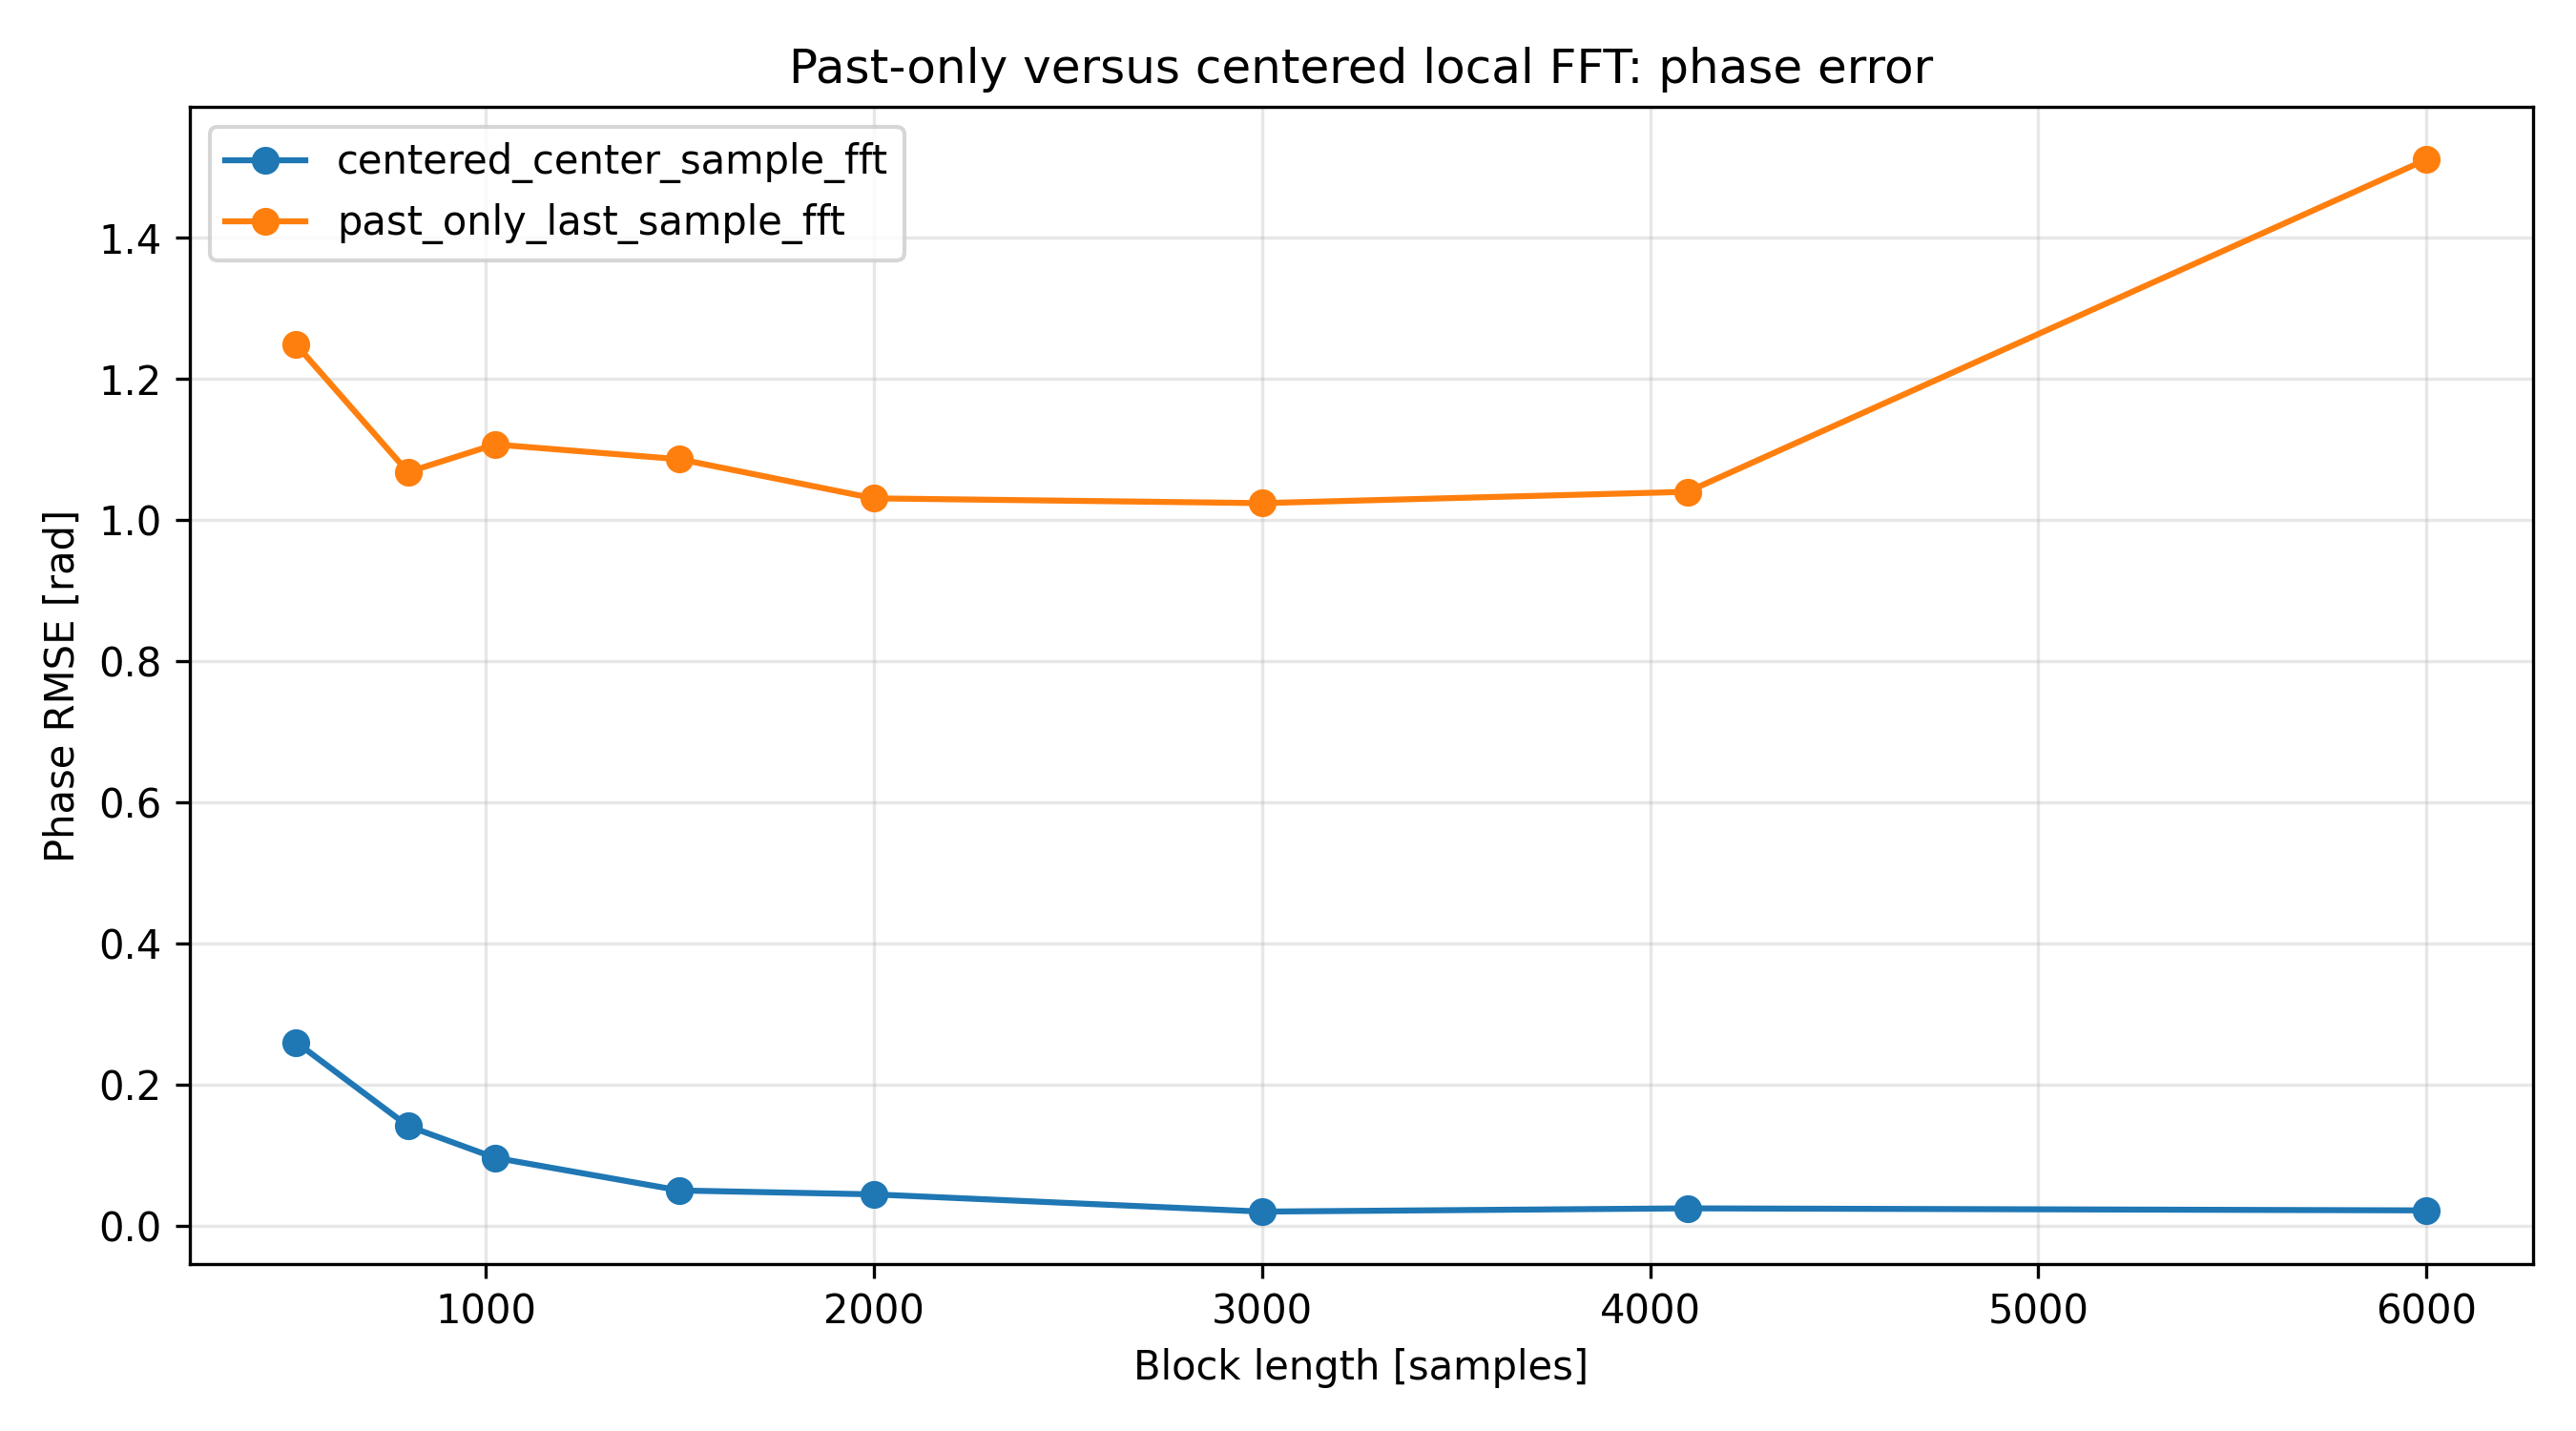 Past-only versus centered local FFT: phase error
centered_center_sample_fft
past_only_last_sample_fft
Phase RMSE [rad]
1.4
1.2
1.0
0.8
0.6
0.4
0.2
0.0
1000 2000 3000 4000 5000 6000
Block length [samples]